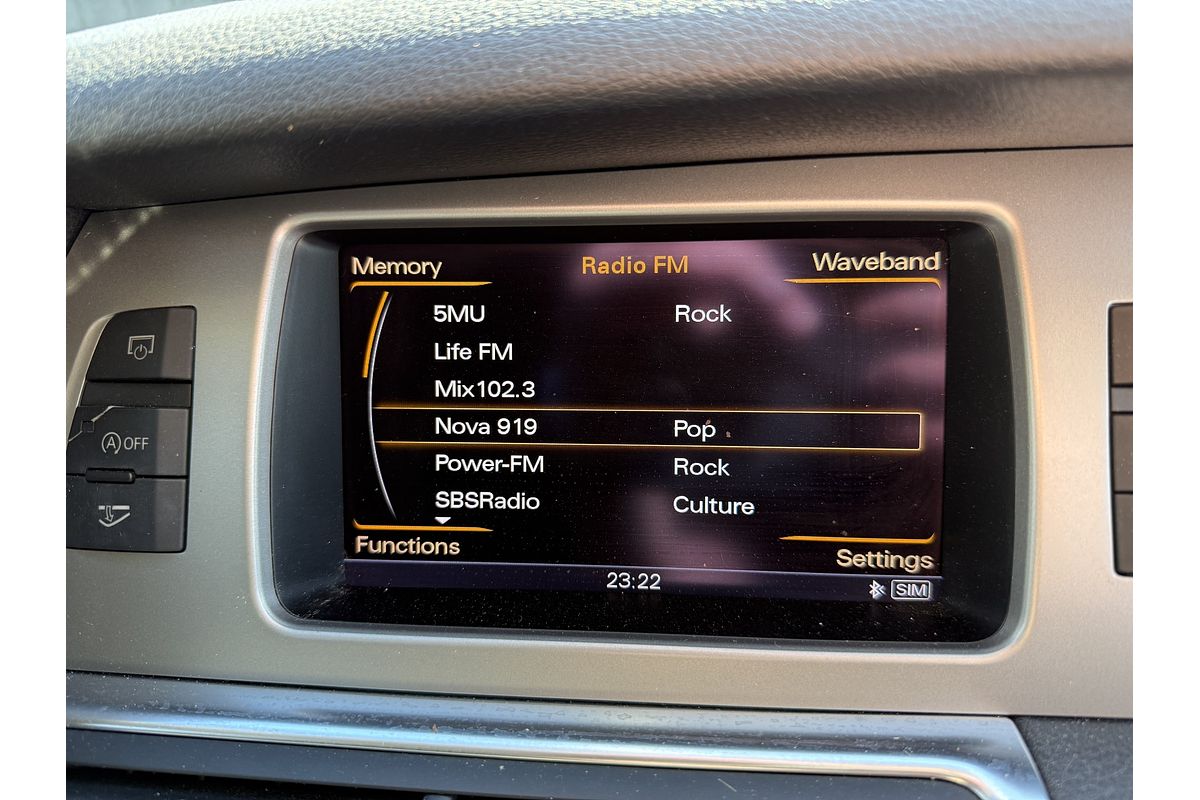 Memory Radio FM Waveband
5MU Rock
Life FM
Mix102.3
Nova 919 Pop
Power-FM Rock
SBSRadio Culture
Functions Settings
23:22 SIM
A OFF